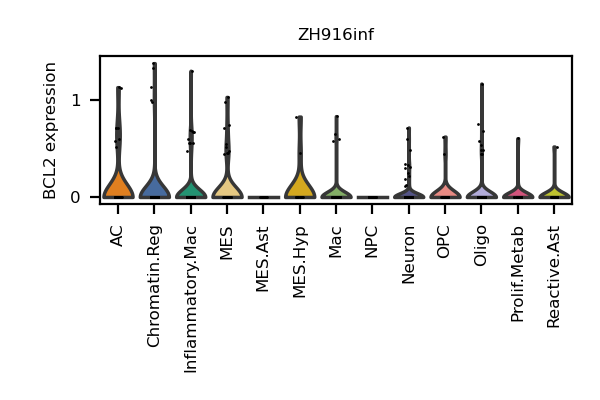 ZH916inf
BCL2 expression
1
0
AC
Chromatin.Reg
Inflammatory.Mac
MES
MES.Ast
MES.Hyp
Mac
NPC
Neuron
OPC
Oligo
Prolif.Metab
Reactive.Ast